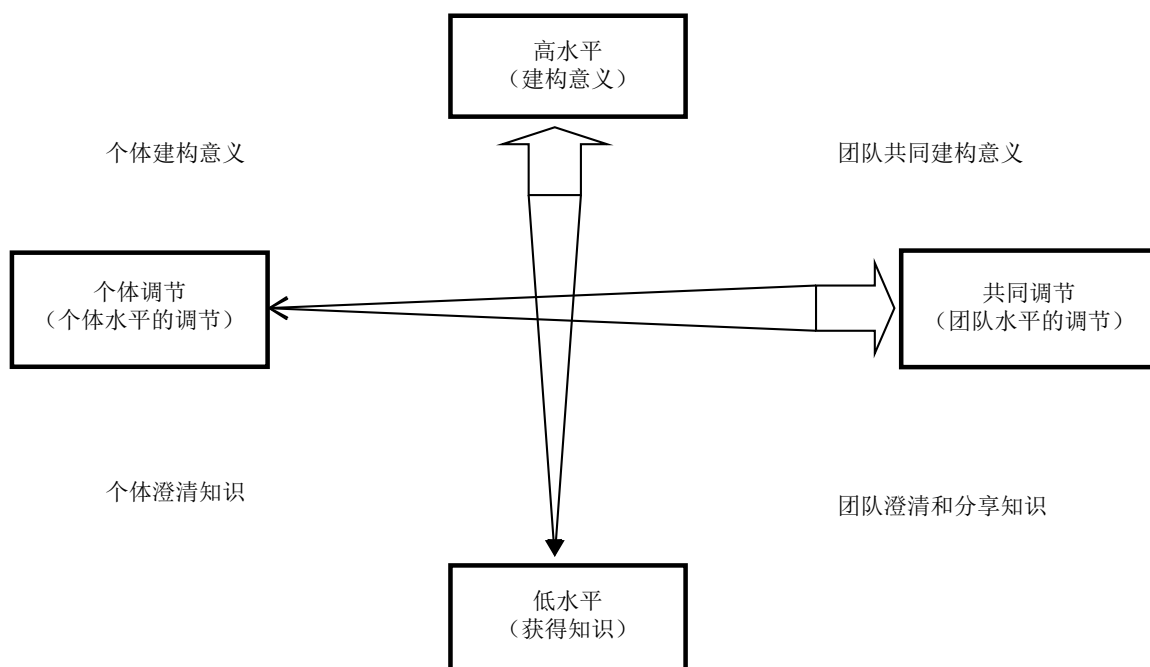 高水平
（建构意义）
个体建构意义
团队共同建构意义
个体调节
（个体水平的调节）
共同调节
（团队水平的调节）
个体澄清知识
团队澄清和分享知识
低水平
（获得知识）